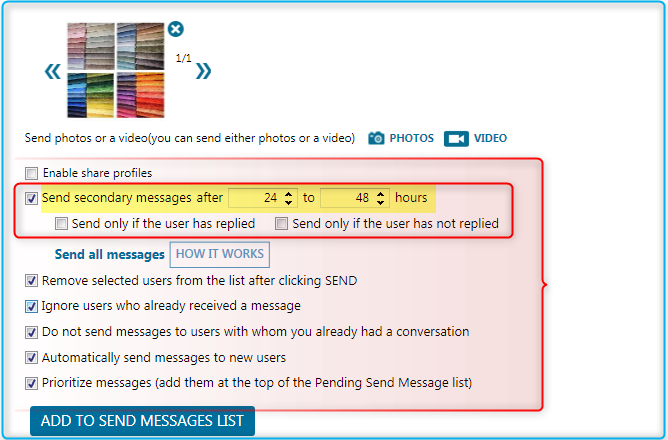 1/1
Send photos or a video(you can send either photos or a video) PHOTOS VIDEO
Enable share profiles
Send secondary messages after 24 to 48 hours
Send only if the user has replied Send only if the user has not replied
Send all messages HOW IT WORKS
Remove selected users from the list after clicking SEND
Ignore users who already received a message
Do not send messages to users with whom you already had a conversation
Automatically send messages to new users
Prioritize messages (add them at the top of the Pending Send Message list)
ADD TO SEND MESSAGES LIST